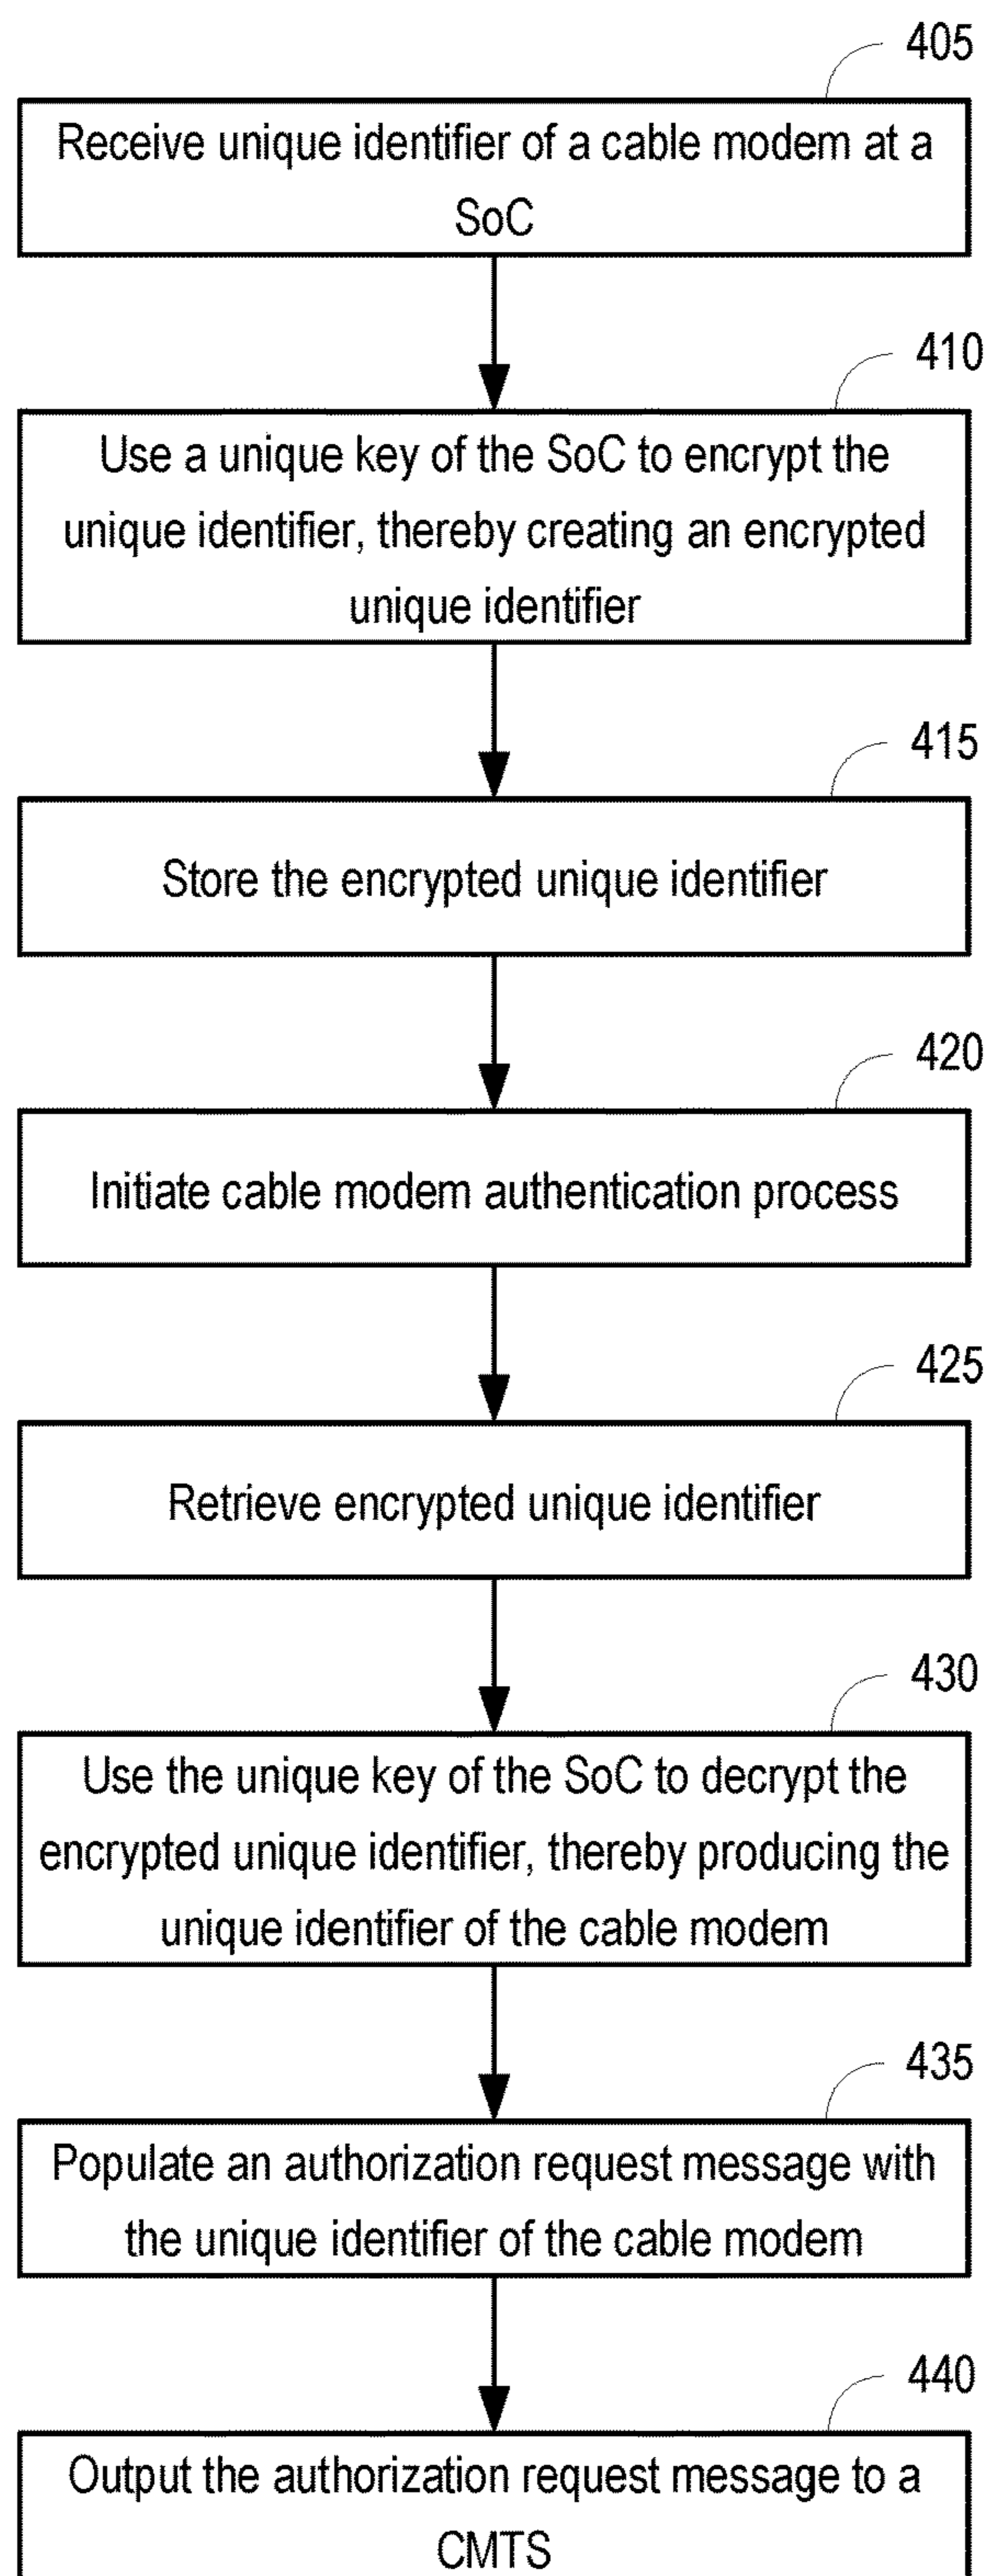 405
Receive unique identifier of a cable modem at a
SoC
410
Use a unique key of the SoC to encrypt the
unique identifier, thereby creating an encrypted
unique identifier
415
Store the encrypted unique identifier
420
Initiate cable modem authentication process
425
Retrieve encrypted unique identifier
430
Use the unique key of the SoC to decrypt the
encrypted unique identifier, thereby producing the
unique identifier of the cable modem
435
Populate an authorization request message with
the unique identifier of the cable modem
440
Output the authorization request message to a
CMTS